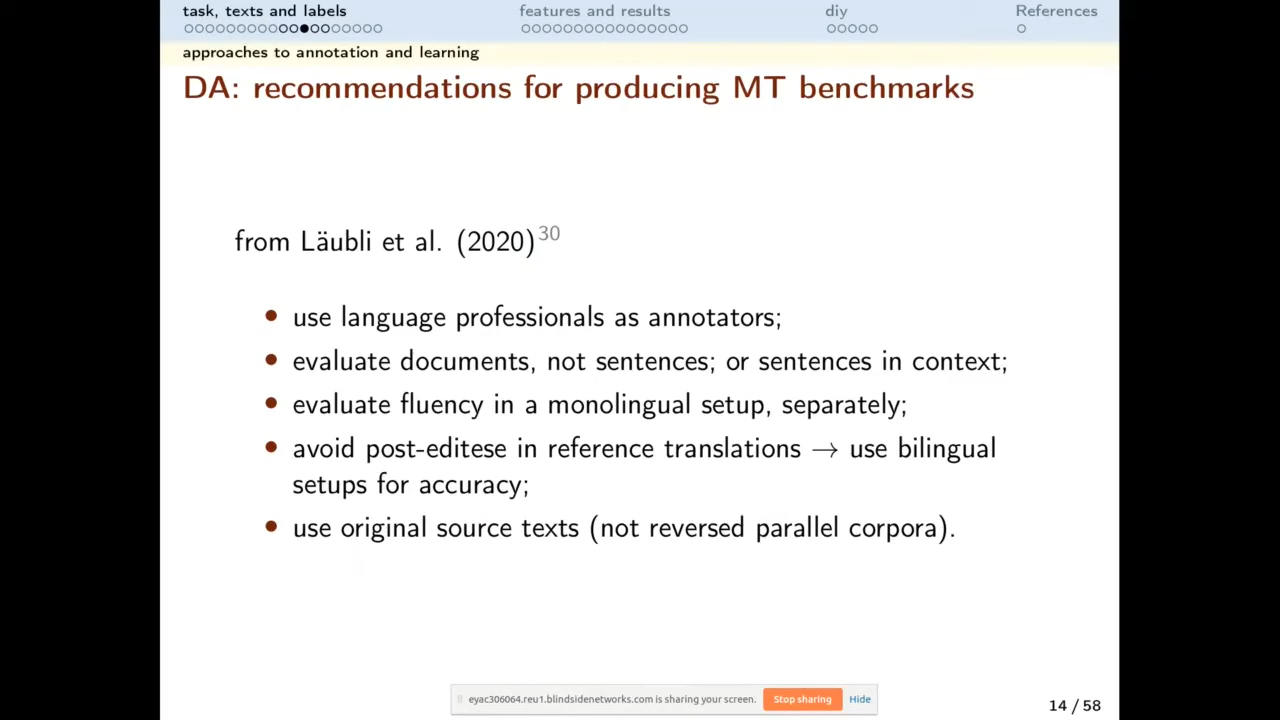 task, texts and labels features and results diy References
approaches to annotation and learning
DA: recommendations for producing MT benchmarks
from Läubli et al. (2020)30
• use language professionals as annotators;
• evaluate documents, not sentences; or sentences in context;
• evaluate fluency in a monolingual setup, separately;
• avoid post-editese in reference translations → use bilingual
setups for accuracy;
• use original source texts (not reversed parallel corpora).
eyac306064.reu1.blindsidenetworks.com is sharing your screen. Stop sharing Hide
14 / 58